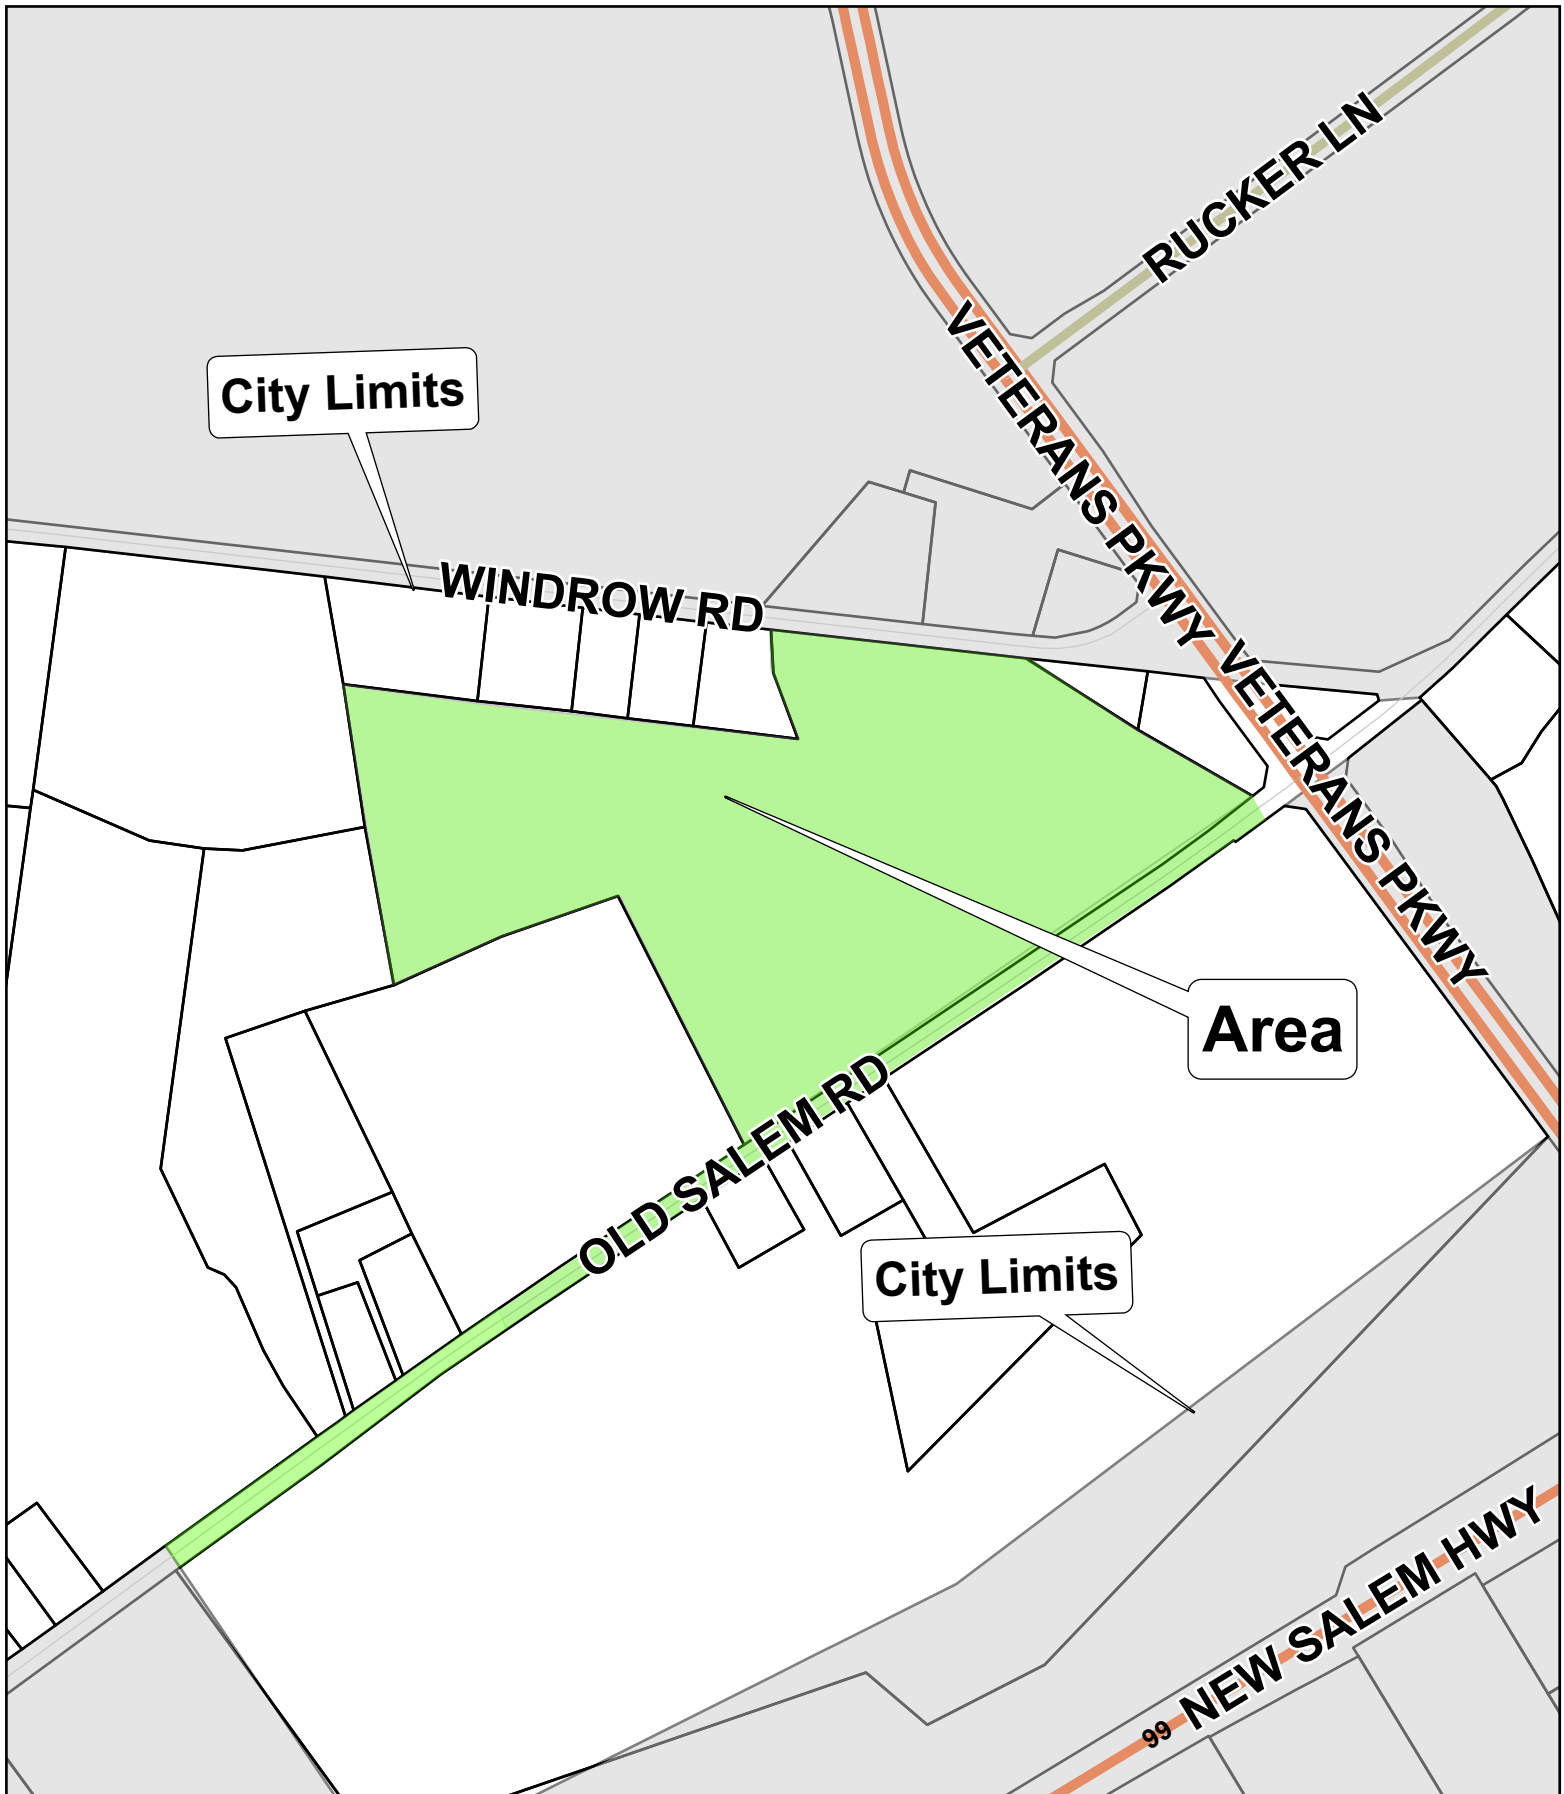 RUCKER LN
VETERANS PKWY
City Limits
WINDROW RD
VETERANS PKWY
Area
OLD SALEM RD
City Limits
99 NEW SALEM HWY